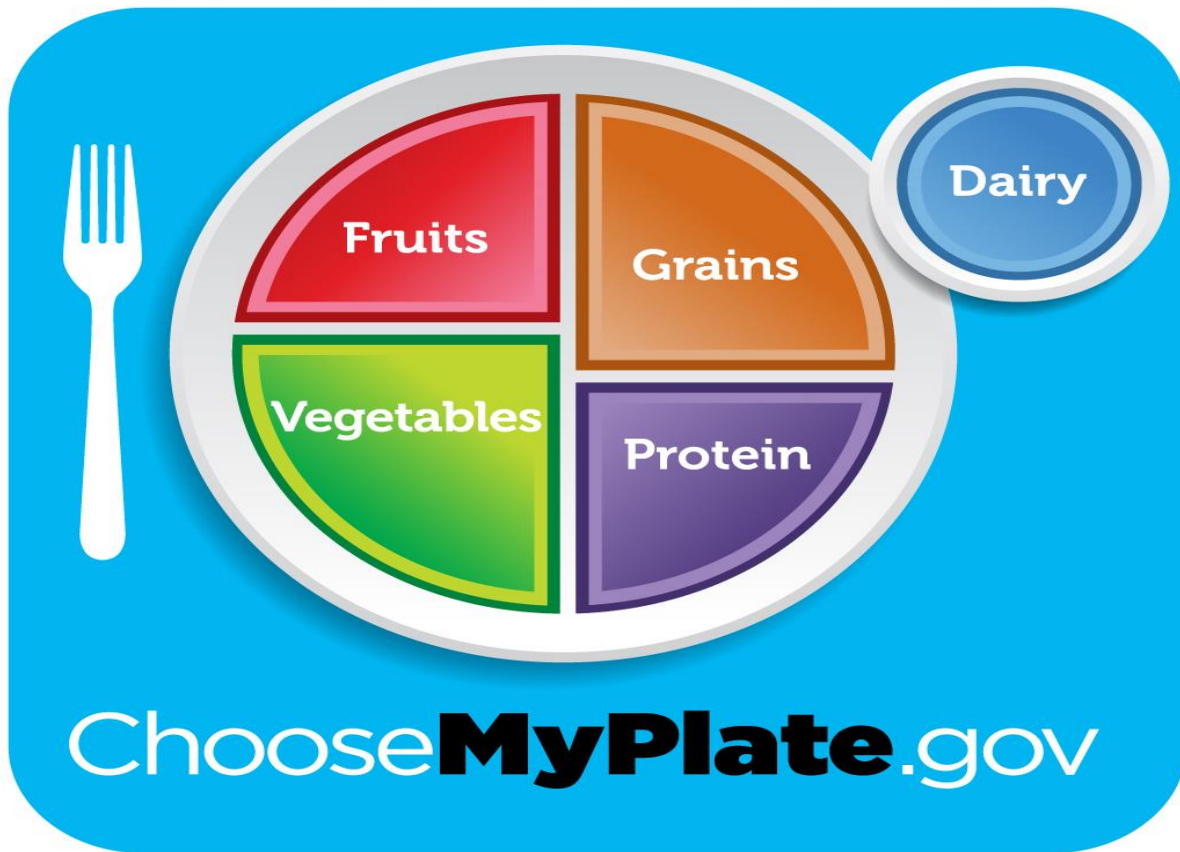 Fruits
Grains
Dairy
Vegetables
Protein
ChooseMyPlate.gov